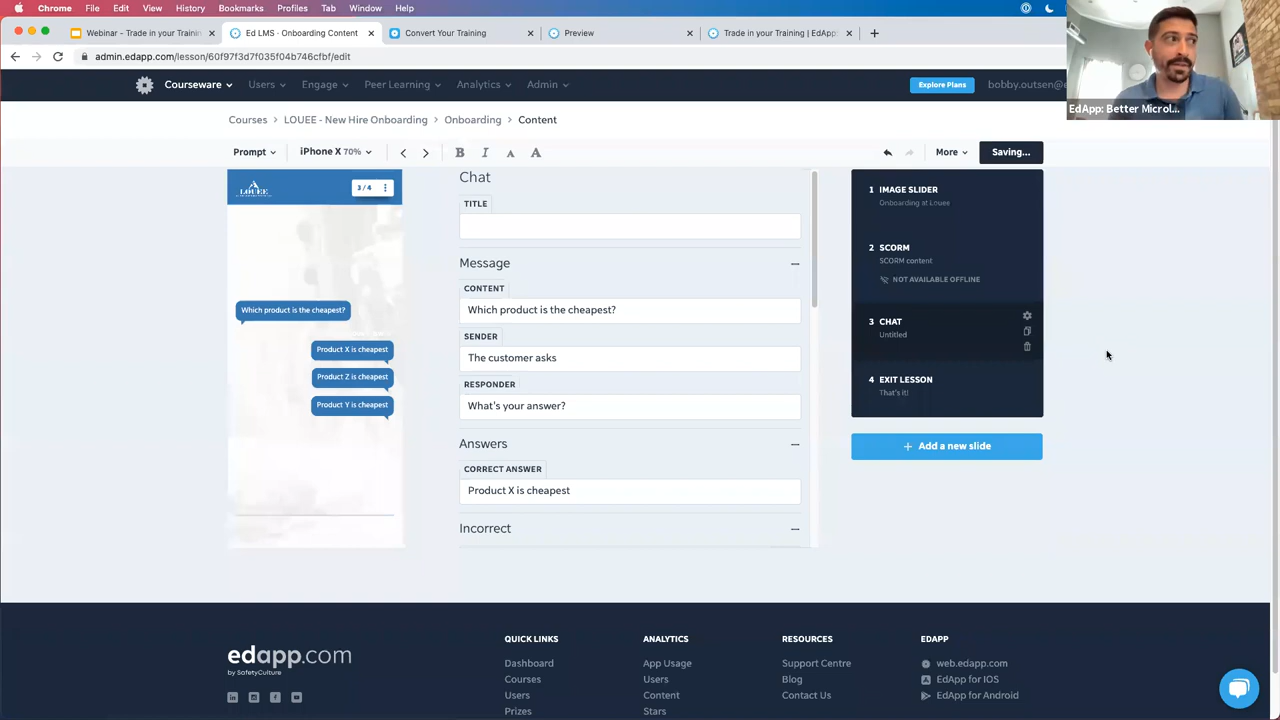 Chrome File Edit View History Bookmarks Profiles Tab Window Help
Webinar - Trade in your Trainin
Ed LMS - Onboarding Content
Convert Your Training
Preview
Trade in your Training | EdApp
admin.edapp.com/lesson/60f97f3d7f035f04b746cfbf/edit
Courseware Users Engage Peer Learning Analytics Admin
Explore Plans
bobby.outsen@e
EdApp: Better Microl...
Courses > LOUEE - New Hire Onboarding > Onboarding > Content
Prompt
iPhone X 70%
B I A A
More
Saving...
LOUEE
3/4
Which product is the cheapest?
Product X is cheapest
Product Z is cheapest
Product Y is cheapest
Chat
TITLE
Message
CONTENT
Which product is the cheapest?
SENDER
The customer asks
RESPONDER
What's your answer?
Answers
CORRECT ANSWER
Product X is cheapest
Incorrect
1 IMAGE SLIDER
Onboarding at Louee
2 SCORM
SCORM content
NOT AVAILABLE OFFLINE
3 CHAT
Untitled
4 EXIT LESSON
That's it!
+ Add a new slide
edapp.com
by SafetyCulture
QUICK LINKS
Dashboard
Courses
Users
Prizes
ANALYTICS
App Usage
Users
Content
Stars
RESOURCES
Support Centre
Blog
Contact Us
EDAPP
web.edapp.com
EdApp for IOS
EdApp for Android